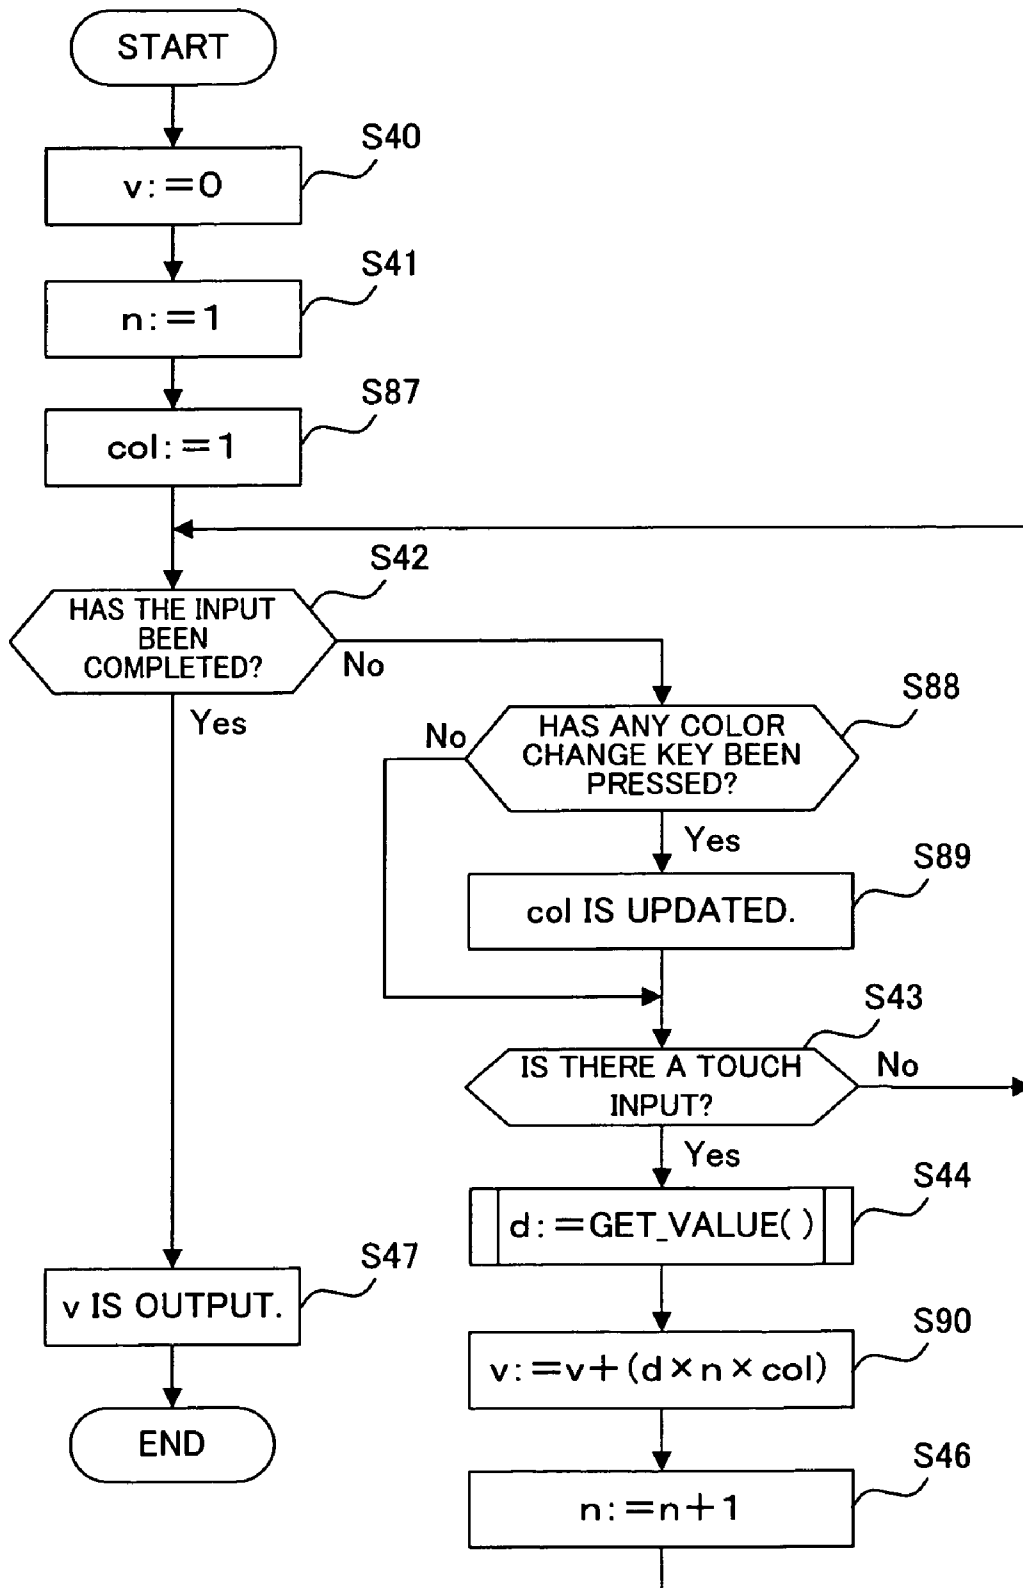 START
S40
v:=0
S41
n:=1
S87
col:=1
S42
HAS THE INPUT
BEEN
COMPLETED?
No
Yes
S88
HAS ANY COLOR
CHANGE KEY BEEN
PRESSED?
No
Yes
S89
col IS UPDATED.
S43
IS THERE A TOUCH
INPUT?
No
Yes
S44
d:=GET_VALUE( )
S90
v:=v+(d×n×col)
S46
n:=n+1
S47
v IS OUTPUT.
END